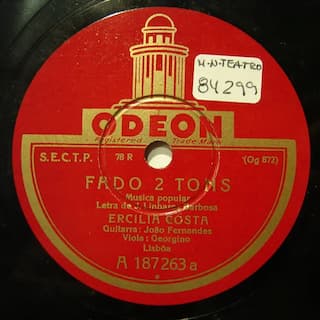 M-N-TEATRO
84299
ODEON
Registered Trade Mark
S.E.C.T.P. 78 R (Og 872)
FADO 2 TONS
Musica popular
Letra de J. Linhares Barbosa
ERCILIA COSTA
Guitarra: João Fernandes
Viola: Georgino
Lisbôa
A 187263a